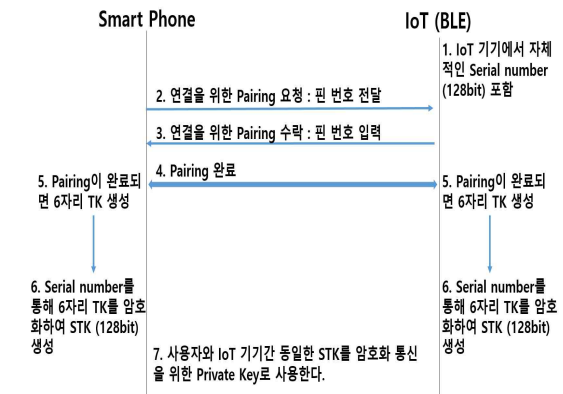 Smart Phone
IoT (BLE)
1. IoT 기기에서 자체
적인 Serial number
(128bit) 포함
2. 연결을 위한 Pairing 요청 : 핀 번호 전달
3. 연결을 위한 Pairing 수락 : 핀 번호 입력
4. Pairing 완료
5. Pairing이 완료되
면 6자리 TK 생성
5. Pairing이 완료되
면 6자리 TK 생성
6. Serial number를
통해 6자리 TK를 암호
화하여 STK (128bit)
생성
6. Serial number를
통해 6자리 TK를 암호
화하여 STK (128bit)
생성
7. 사용자와 IoT 기기간 동일한 STK를 암호화 통신
을 위한 Private Key로 사용한다.